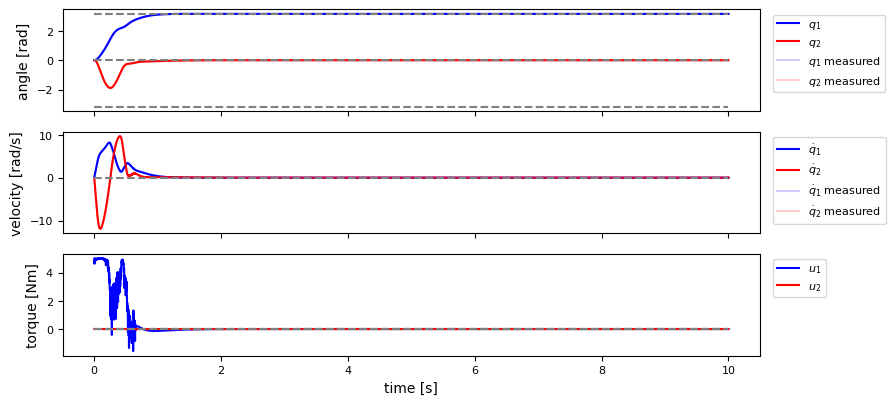 angle [rad]
2
0
−2
q1
q2
q1 measured
q2 measured
velocity [rad/s]
10
0
−10
q̇1
q̇2
q̇1 measured
q̇2 measured
torque [Nm]
4
2
0
u1
u2
0 2 4 6 8 10
time [s]